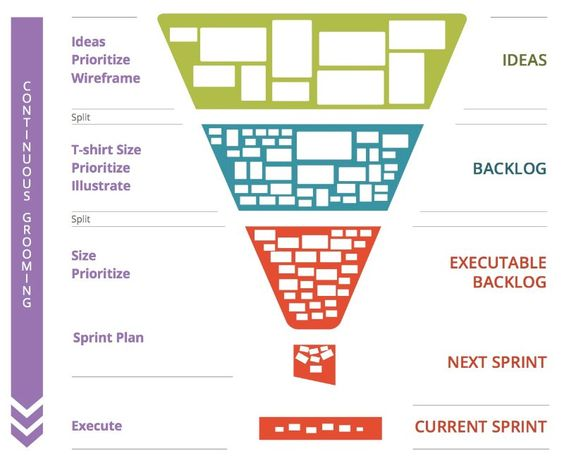 CONTINUOUS GROOMING
Ideas
Prioritize
Wireframe
IDEAS
Split
T-shirt Size
Prioritize
Illustrate
BACKLOG
Split
Size
Prioritize
EXECUTABLE
BACKLOG
Sprint Plan
NEXT SPRINT
Execute
CURRENT SPRINT